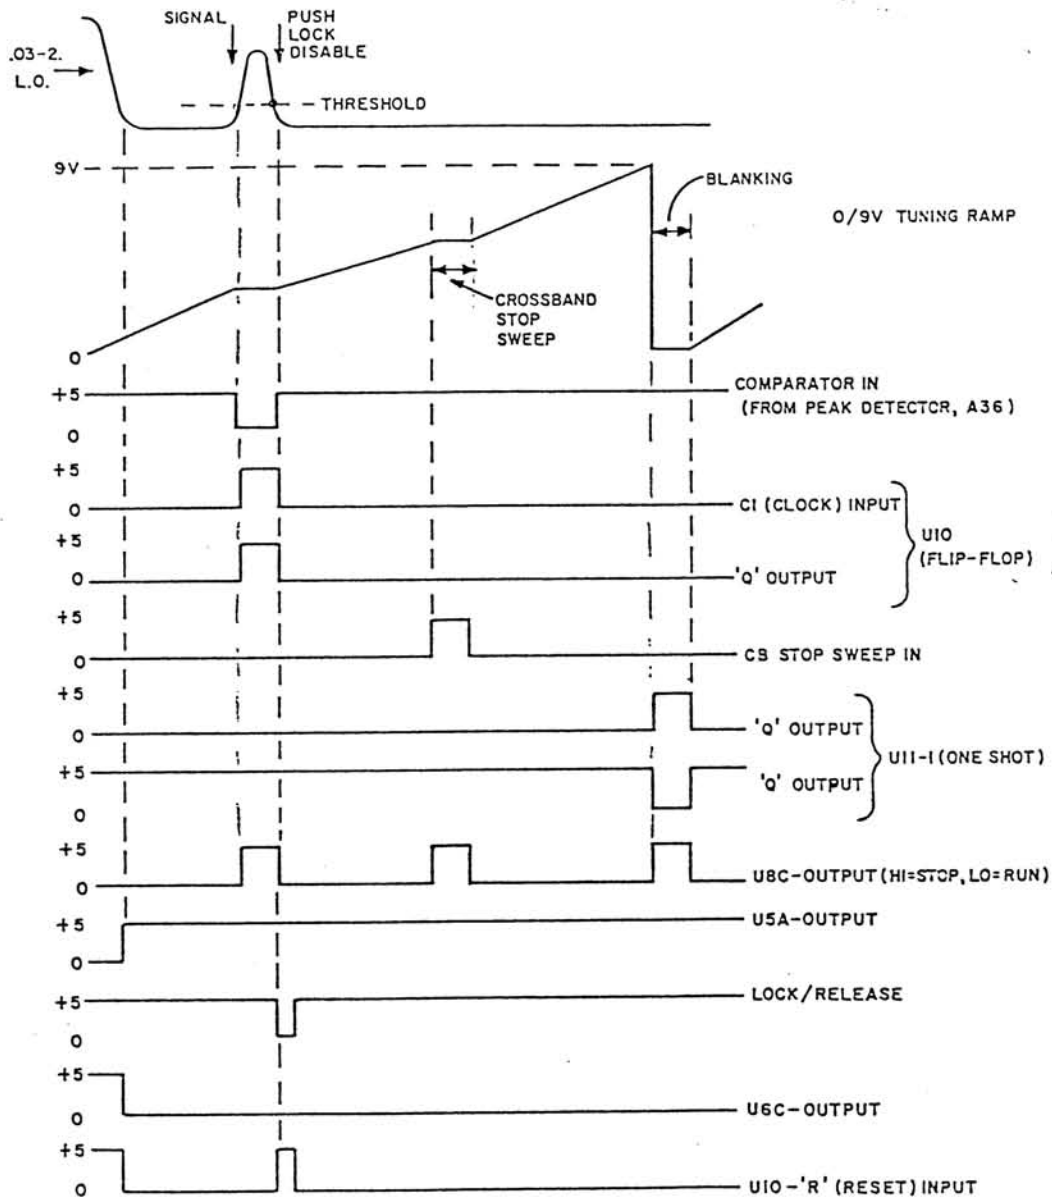 SIGNAL
PUSH
LOCK
DISABLE
.03-2.
L.O.
THRESHOLD
9V
BLANKING
0/9V TUNING RAMP
CROSSBAND
STOP
SWEEP
0
+5
0
COMPARATOR IN
(FROM PEAK DETECTOR, A36)
+5
0
C1 (CLOCK) INPUT
+5
0
'Q' OUTPUT
U10
(FLIP-FLOP)
+5
0
CB STOP SWEEP IN
+5
0
'Q' OUTPUT
+5
0
'Q' OUTPUT
U11-1 (ONE SHOT)
+5
0
U8C-OUTPUT (HI=STOP, LO=RUN)
+5
0
U5A-OUTPUT
+5
0
LOCK/RELEASE
+5
0
U6C-OUTPUT
+5
0
U10-'R' (RESET) INPUT